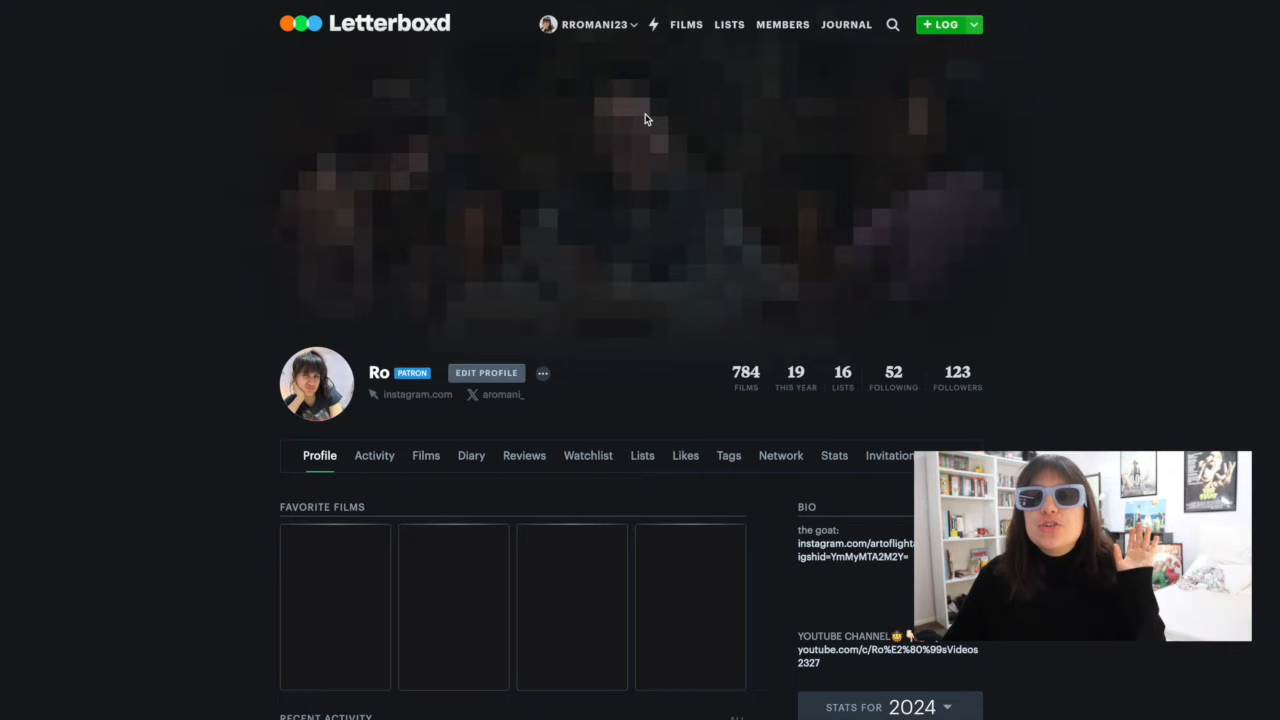 Letterboxd
RROMANI23 FILMS LISTS MEMBERS JOURNAL + LOG
Ro PATRON EDIT PROFILE
instagram.com aromani_
784 19 16 52 123
FILMS THIS YEAR LISTS FOLLOWING FOLLOWERS
Profile Activity Films Diary Reviews Watchlist Lists Likes Tags Network Stats Invitation
FAVORITE FILMS
BIO
the goat:
instagram.com/artoflight
igshid=YmMyMTA2M2Y=
YOUTUBE CHANNEL
youtube.com/c/Ro%E2%80%99sVideos
2327
STATS FOR 2024
RECENT ACTIVITY
ALL